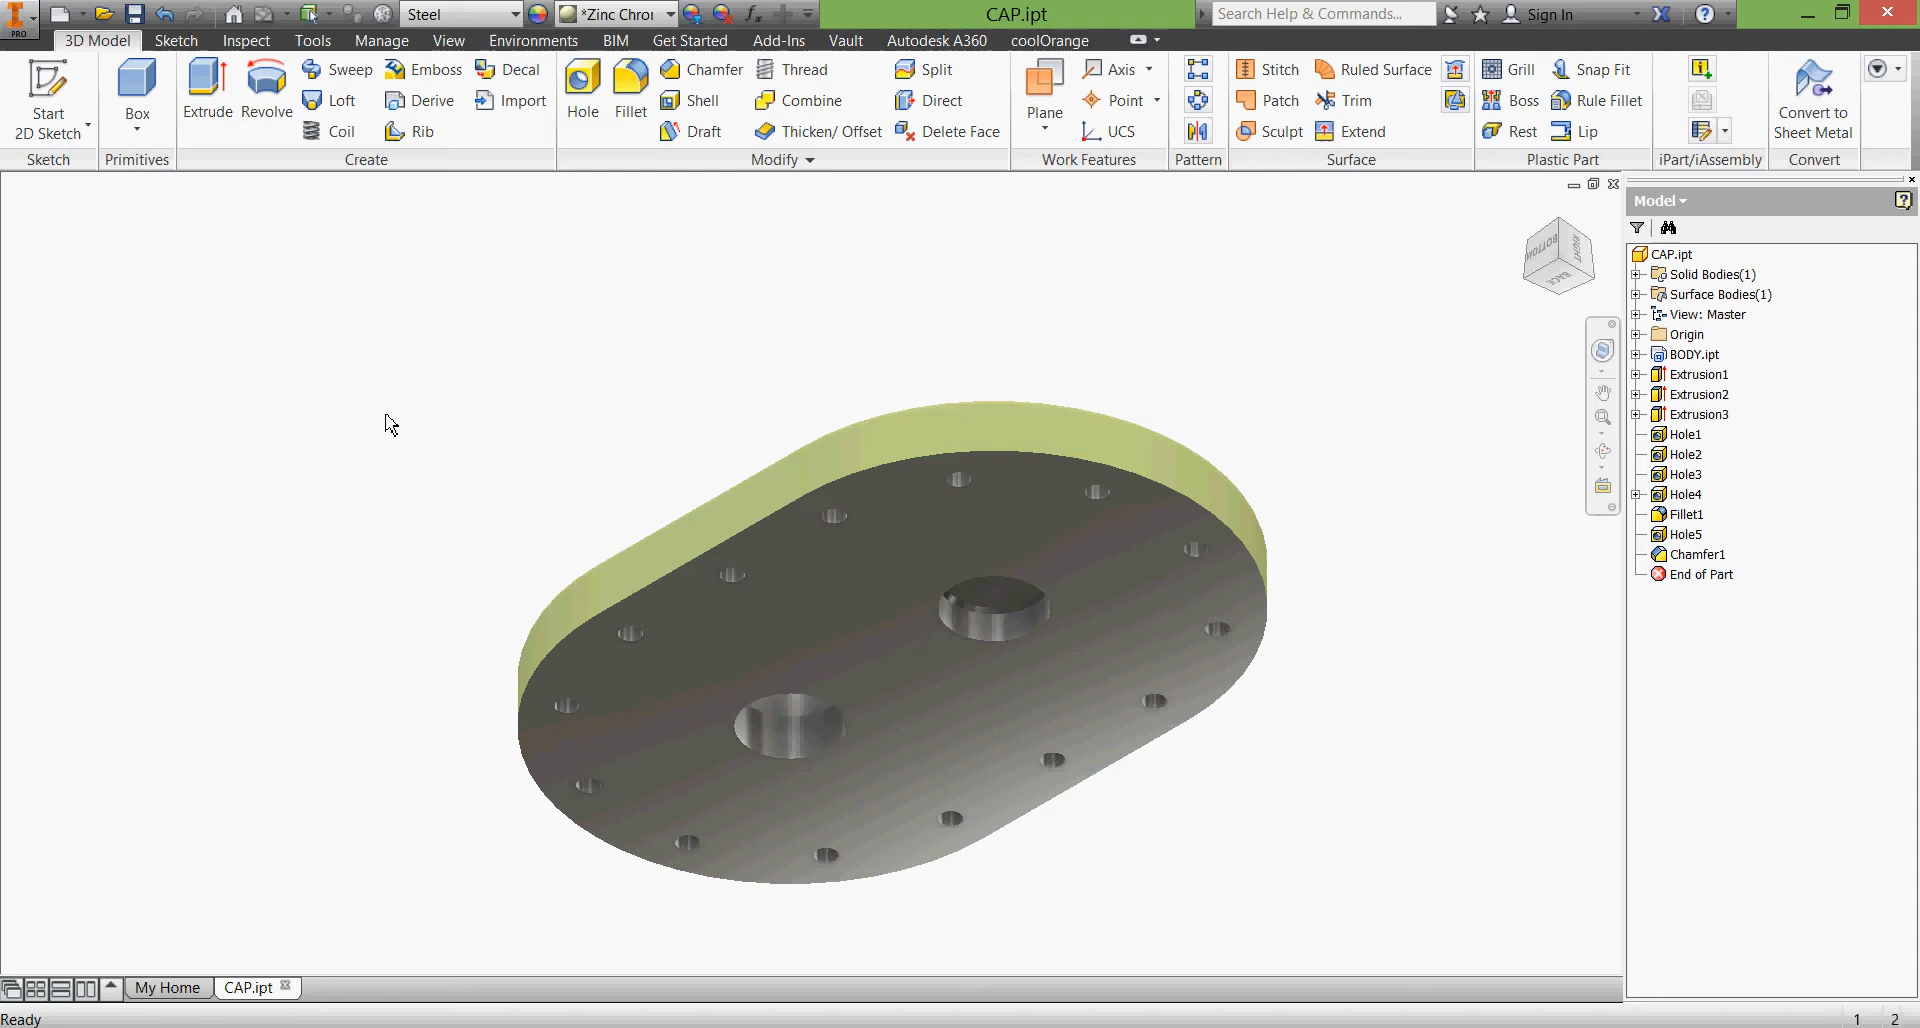 PRO
Steel
*Zinc Chror
fx
CAP.ipt
Search Help & Commands...
Sign In
3D Model Sketch Inspect Tools Manage View Environments BIM Get Started Add-Ins Vault Autodesk A360 coolOrange
Start
2D Sketch
Sketch
Box
Primitives
Extrude
Revolve
Sweep
Loft
Coil
Emboss
Derive
Rib
Decal
Import
Create
Hole
Fillet
Chamfer
Shell
Draft
Thread
Combine
Thicken/ Offset
Split
Direct
Delete Face
Modify
Plane
Axis
Point
UCS
Work Features
Pattern
Stitch
Patch
Sculpt
Ruled Surface
Trim
Extend
Surface
Grill
Boss
Rest
Snap Fit
Rule Fillet
Lip
Plastic Part
iPart/iAssembly
Convert to
Sheet Metal
Convert
BOTTOM
RIGHT
BACK
Model
CAP.ipt
Solid Bodies(1)
Surface Bodies(1)
View: Master
Origin
BODY.ipt
Extrusion1
Extrusion2
Extrusion3
Hole1
Hole2
Hole3
Hole4
Fillet1
Hole5
Chamfer1
End of Part
My Home
CAP.ipt
Ready
1 2